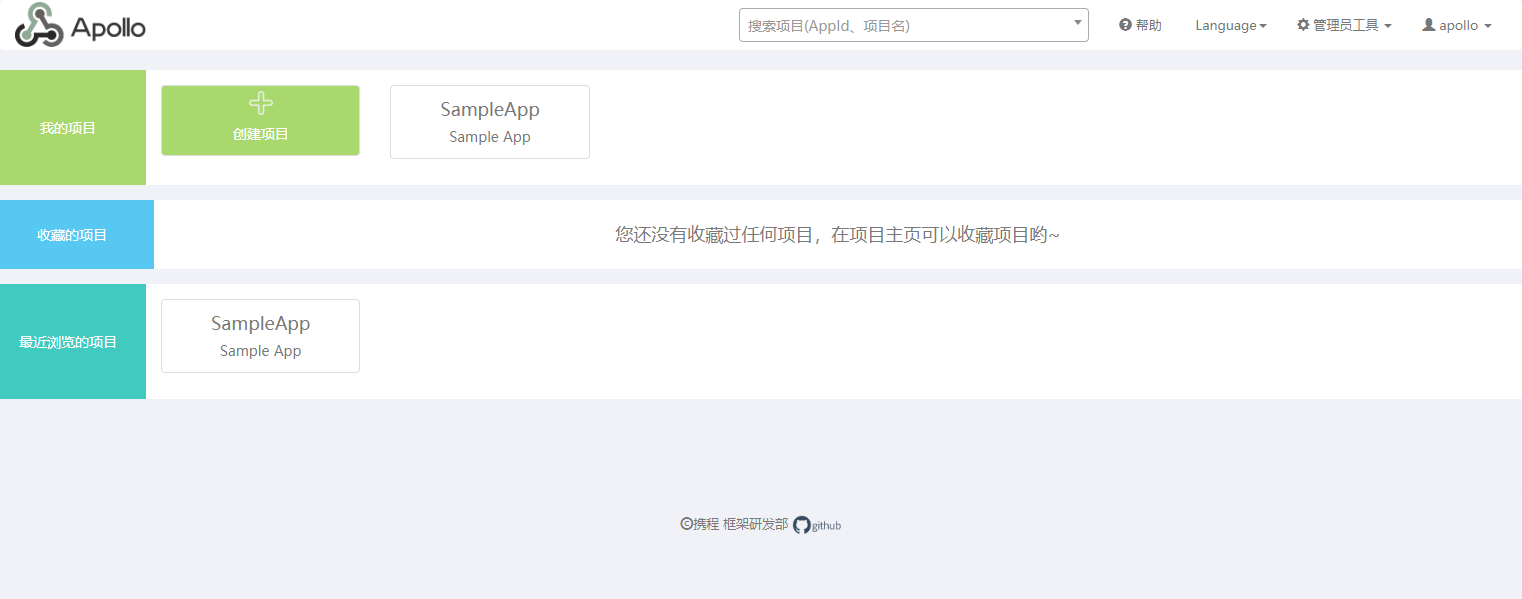 Apollo
搜索项目(AppId、项目名)
帮助
Language
管理员工具
apollo
我的项目
创建项目
SampleApp
Sample App
收藏的项目
您还没有收藏过任何项目，在项目主页可以收藏项目哟~
最近浏览的项目
SampleApp
Sample App
©携程 框架研发部 github